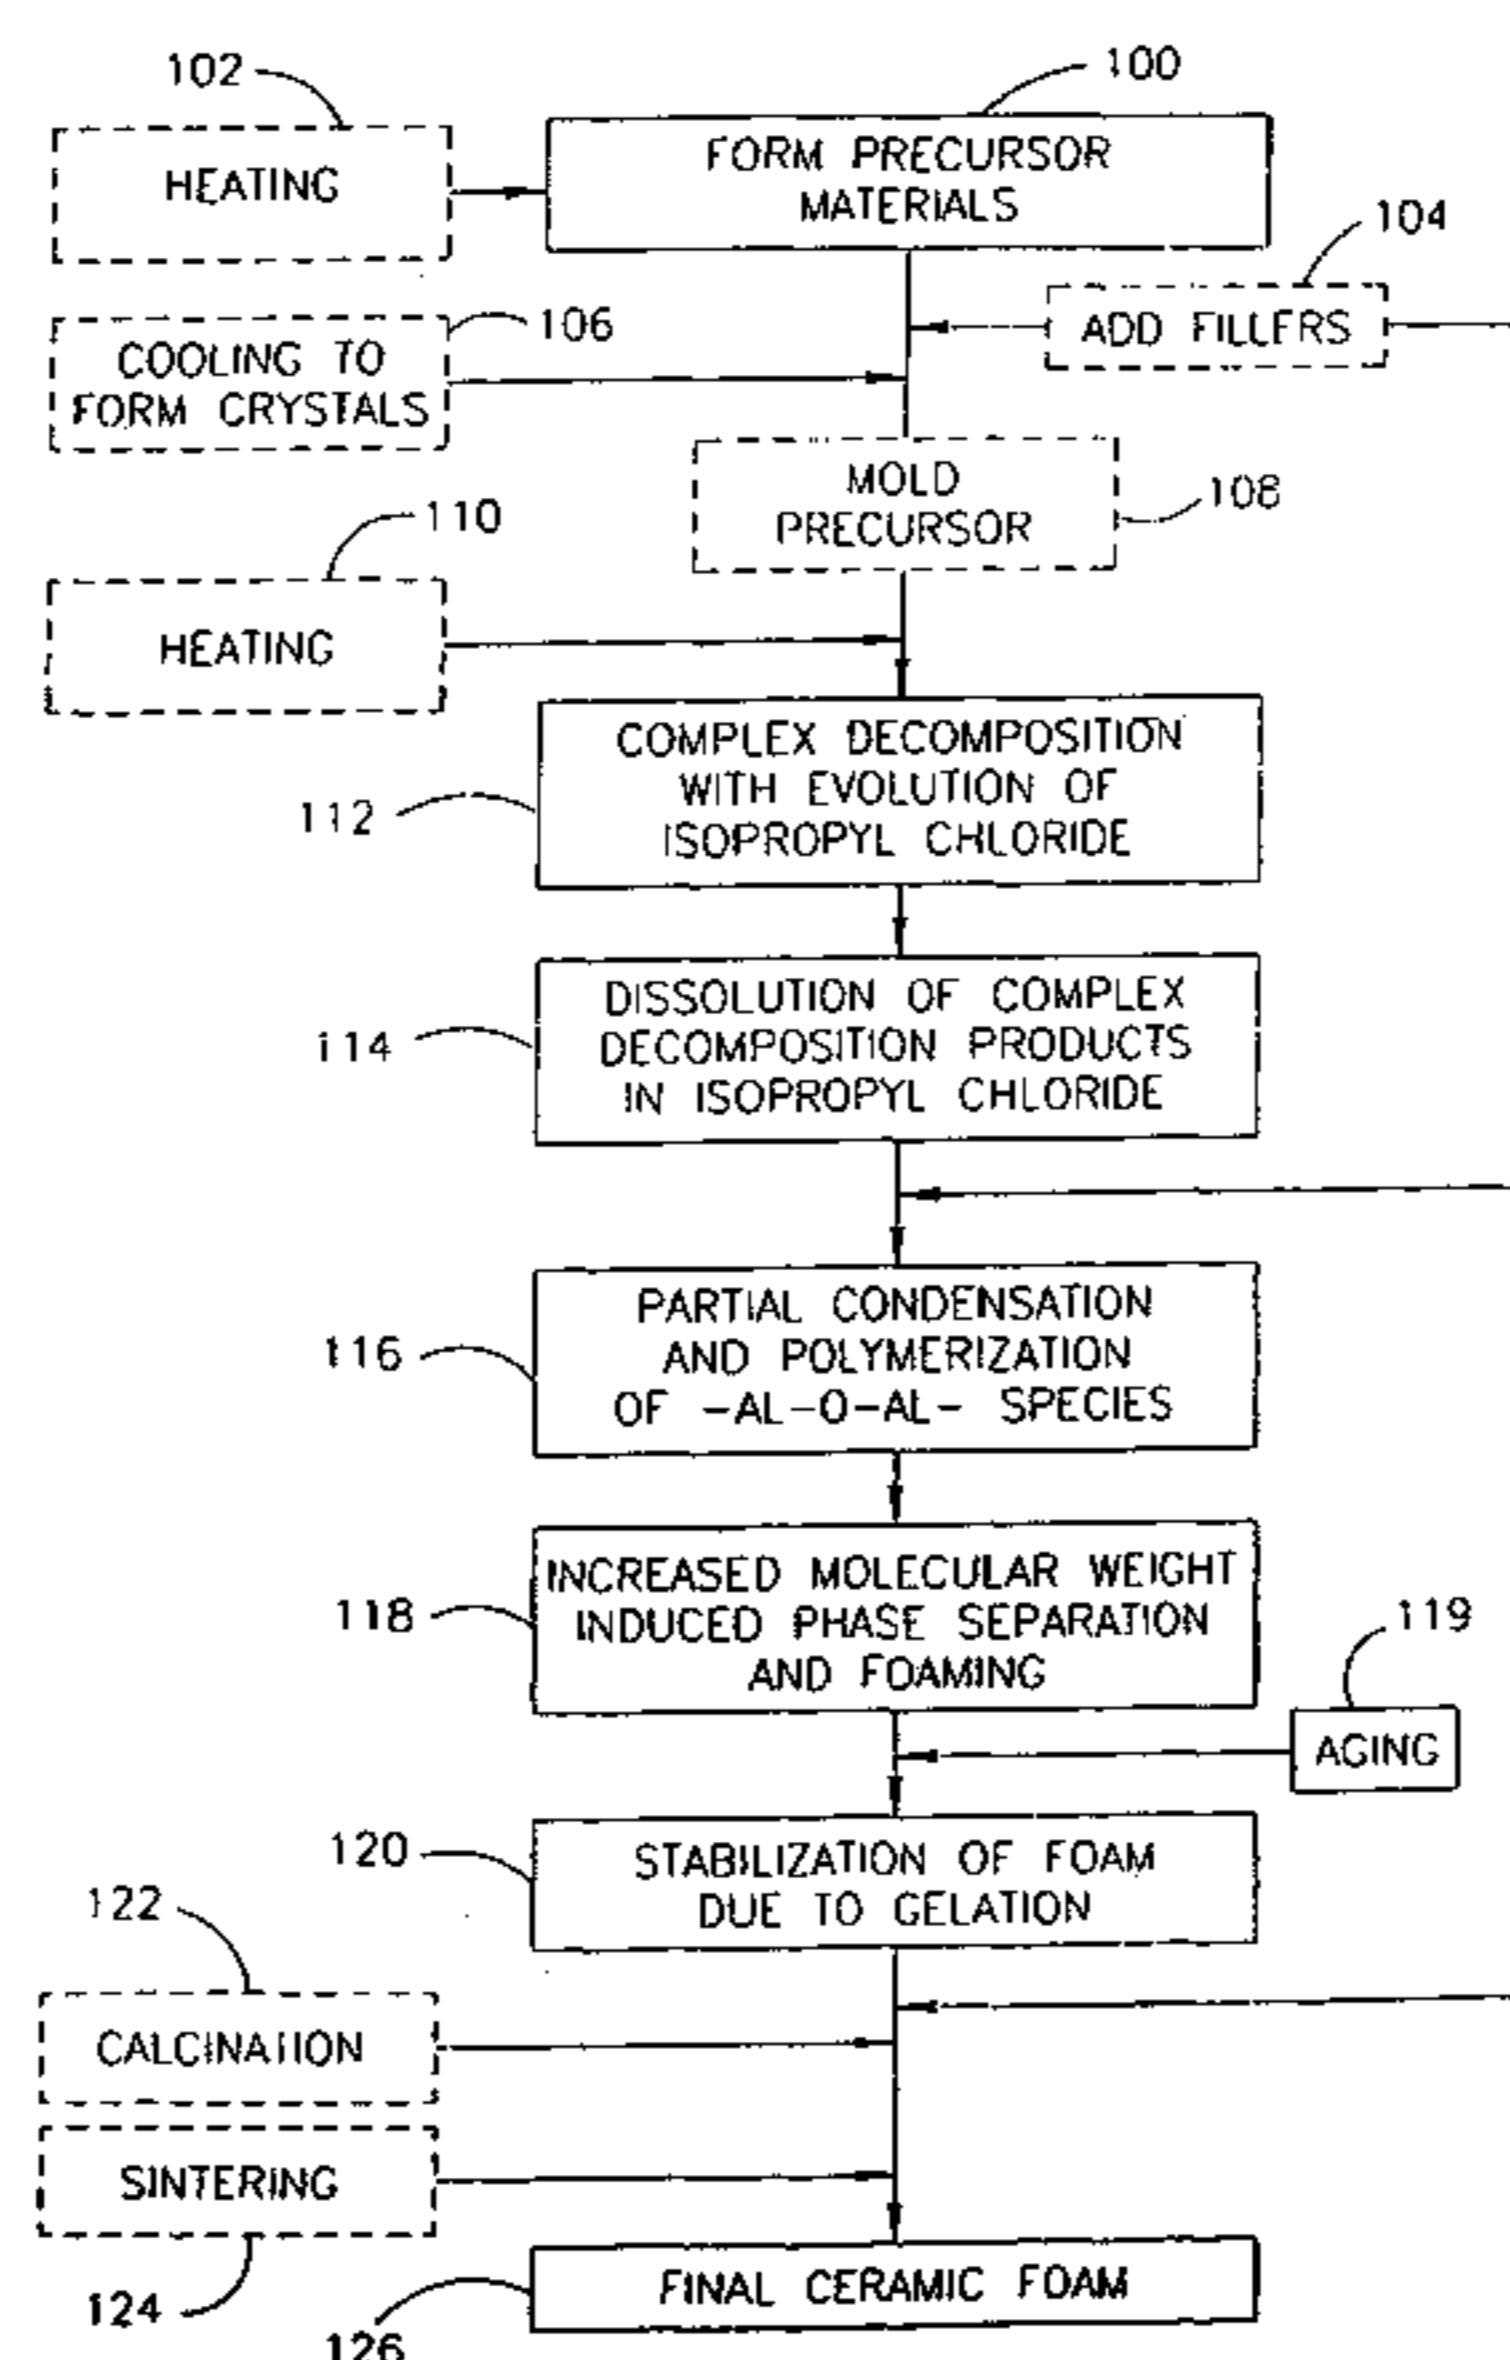 102
100
HEATING
FORM PRECURSOR
MATERIALS
104
ADD FILLERS
106
COOLING TO
FORM CRYSTALS
MOLD
PRECURSOR
108
110
HEATING
COMPLEX DECOMPOSITION
WITH EVOLUTION OF
ISOPROPYL CHLORIDE
112
DISSOLUTION OF COMPLEX
DECOMPOSITION PRODUCTS
IN ISOPROPYL CHLORIDE
114
PARTIAL CONDENSATION
AND POLYMERIZATION
OF -AL-O-AL- SPECIES
116
INCREASED MOLECULAR WEIGHT
INDUCED PHASE SEPARATION
AND FOAMING
118
119
AGING
120
STABILIZATION OF FOAM
DUE TO GELATION
122
CALCINATION
SINTERING
124
FINAL CERAMIC FOAM
126